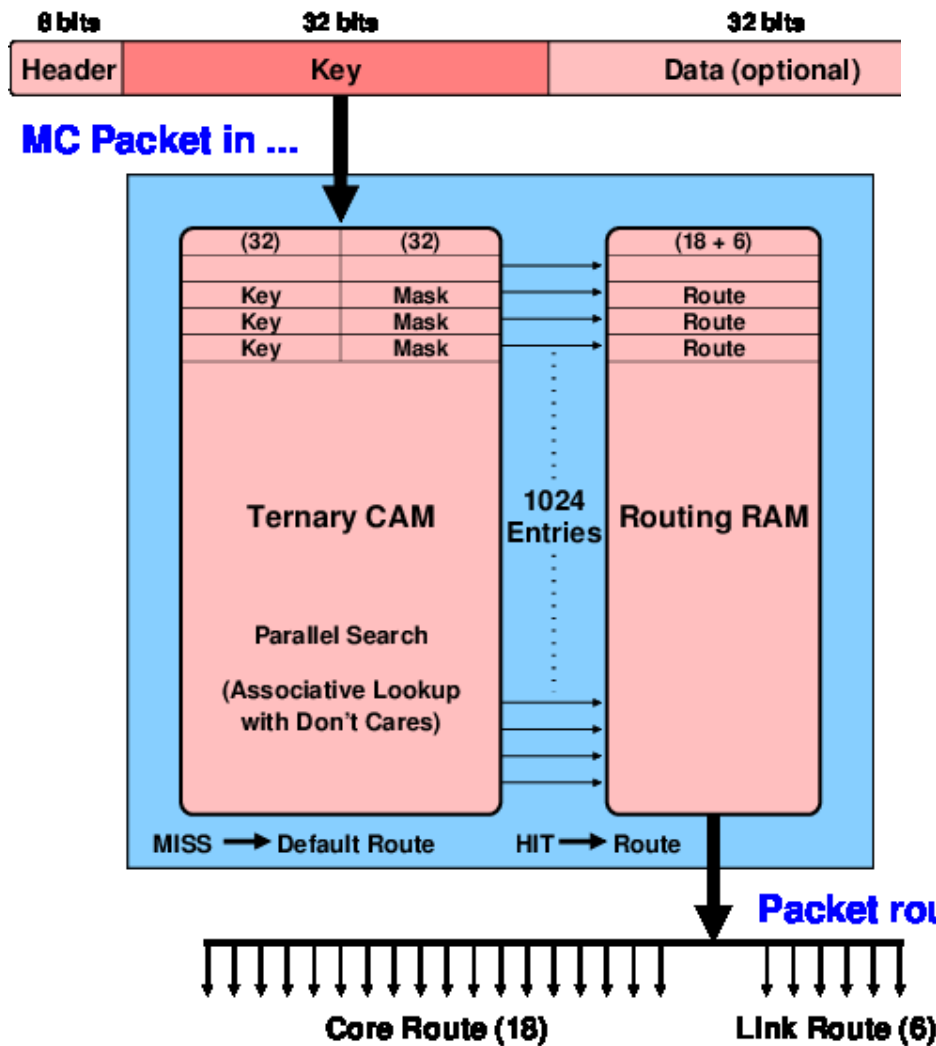 8 bits 32 bits 32 bits
Header Key Data (optional)
MC Packet in ...
(32) (32) (18 + 6)
Key Mask Route
Key Mask Route
Key Mask Route
Ternary CAM
1024
Entries
Routing RAM
Parallel Search
(Associative Lookup
with Don't Cares)
MISS Default Route HIT Route
Packet rou
Core Route (18) Link Route (6)